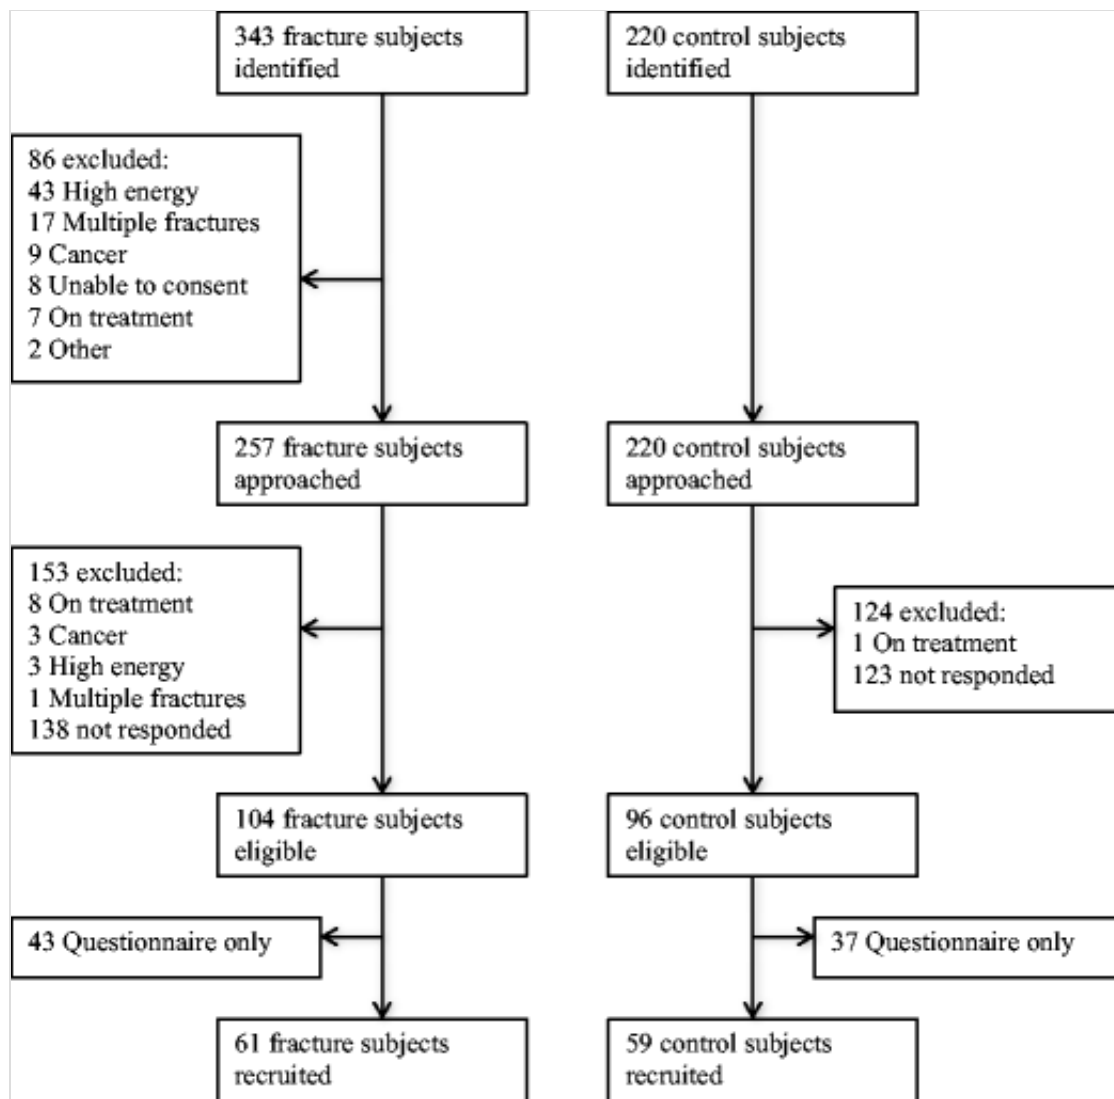 343 fracture subjects
identified
220 control subjects
identified
86 excluded:
43 High energy
17 Multiple fractures
9 Cancer
8 Unable to consent
7 On treatment
2 Other
257 fracture subjects
approached
220 control subjects
approached
153 excluded:
8 On treatment
3 Cancer
3 High energy
1 Multiple fractures
138 not responded
124 excluded:
1 On treatment
123 not responded
104 fracture subjects
eligible
96 control subjects
eligible
43 Questionnaire only
37 Questionnaire only
61 fracture subjects
recruited
59 control subjects
recruited